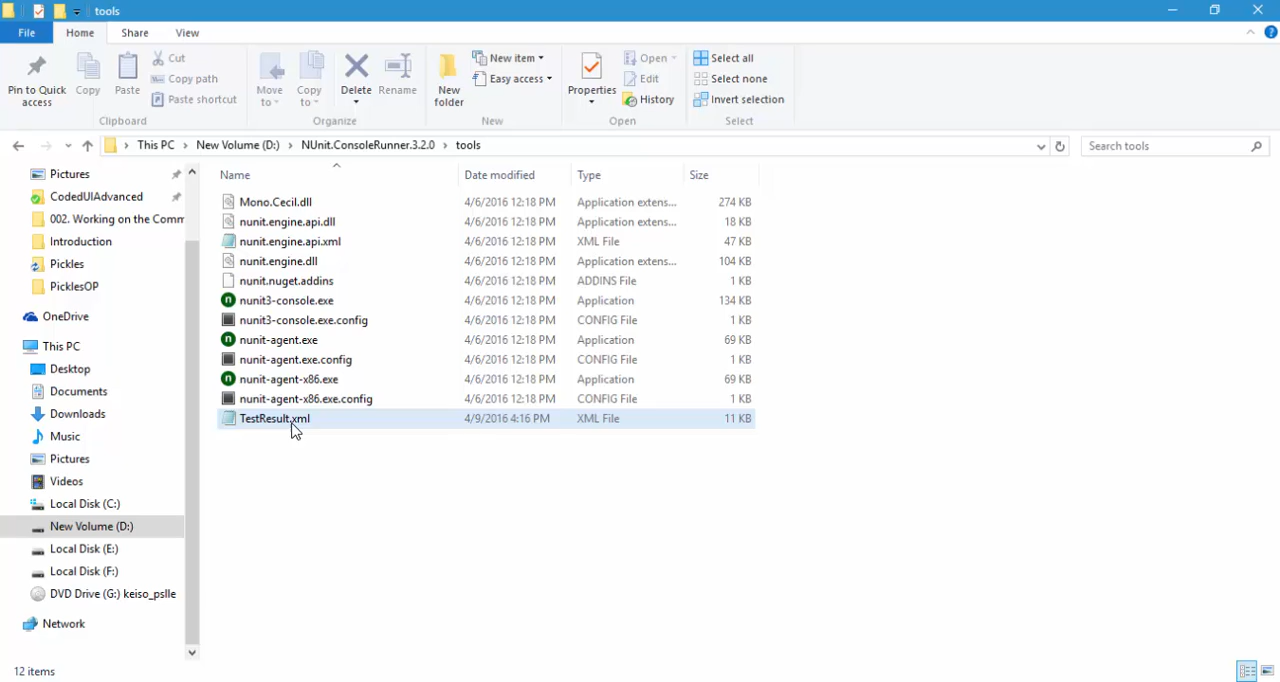 tools
File Home Share View
Pin to Quick access
Copy
Paste
Cut
Copy path
Paste shortcut
Clipboard
Move to
Copy to
Delete
Rename
Organize
New folder
New item
Easy access
New
Properties
Open
Edit
History
Open
Select all
Select none
Invert selection
Select
This PC New Volume (D:) NUnit.ConsoleRunner.3.2.0 tools
Search tools
Pictures
CodedUIAdvanced
002. Working on the Comm
Introduction
Pickles
PicklesOP
OneDrive
This PC
Desktop
Documents
Downloads
Music
Pictures
Videos
Local Disk (C:)
New Volume (D:)
Local Disk (E:)
Local Disk (F:)
DVD Drive (G:) keiso_pslle
Network
Name Date modified Type Size
Mono.Cecil.dll 4/6/2016 12:18 PM Application extens... 274 KB
nunit.engine.api.dll 4/6/2016 12:18 PM Application extens... 18 KB
nunit.engine.api.xml 4/6/2016 12:18 PM XML File 47 KB
nunit.engine.dll 4/6/2016 12:18 PM Application extens... 104 KB
nunit.nuget.addins 4/6/2016 12:18 PM ADDINS File 1 KB
nunit3-console.exe 4/6/2016 12:18 PM Application 134 KB
nunit3-console.exe.config 4/6/2016 12:18 PM CONFIG File 1 KB
nunit-agent.exe 4/6/2016 12:18 PM Application 69 KB
nunit-agent.exe.config 4/6/2016 12:18 PM CONFIG File 1 KB
nunit-agent-x86.exe 4/6/2016 12:18 PM Application 69 KB
nunit-agent-x86.exe.config 4/6/2016 12:18 PM CONFIG File 1 KB
TestResult.xml 4/9/2016 4:16 PM XML File 11 KB
12 items